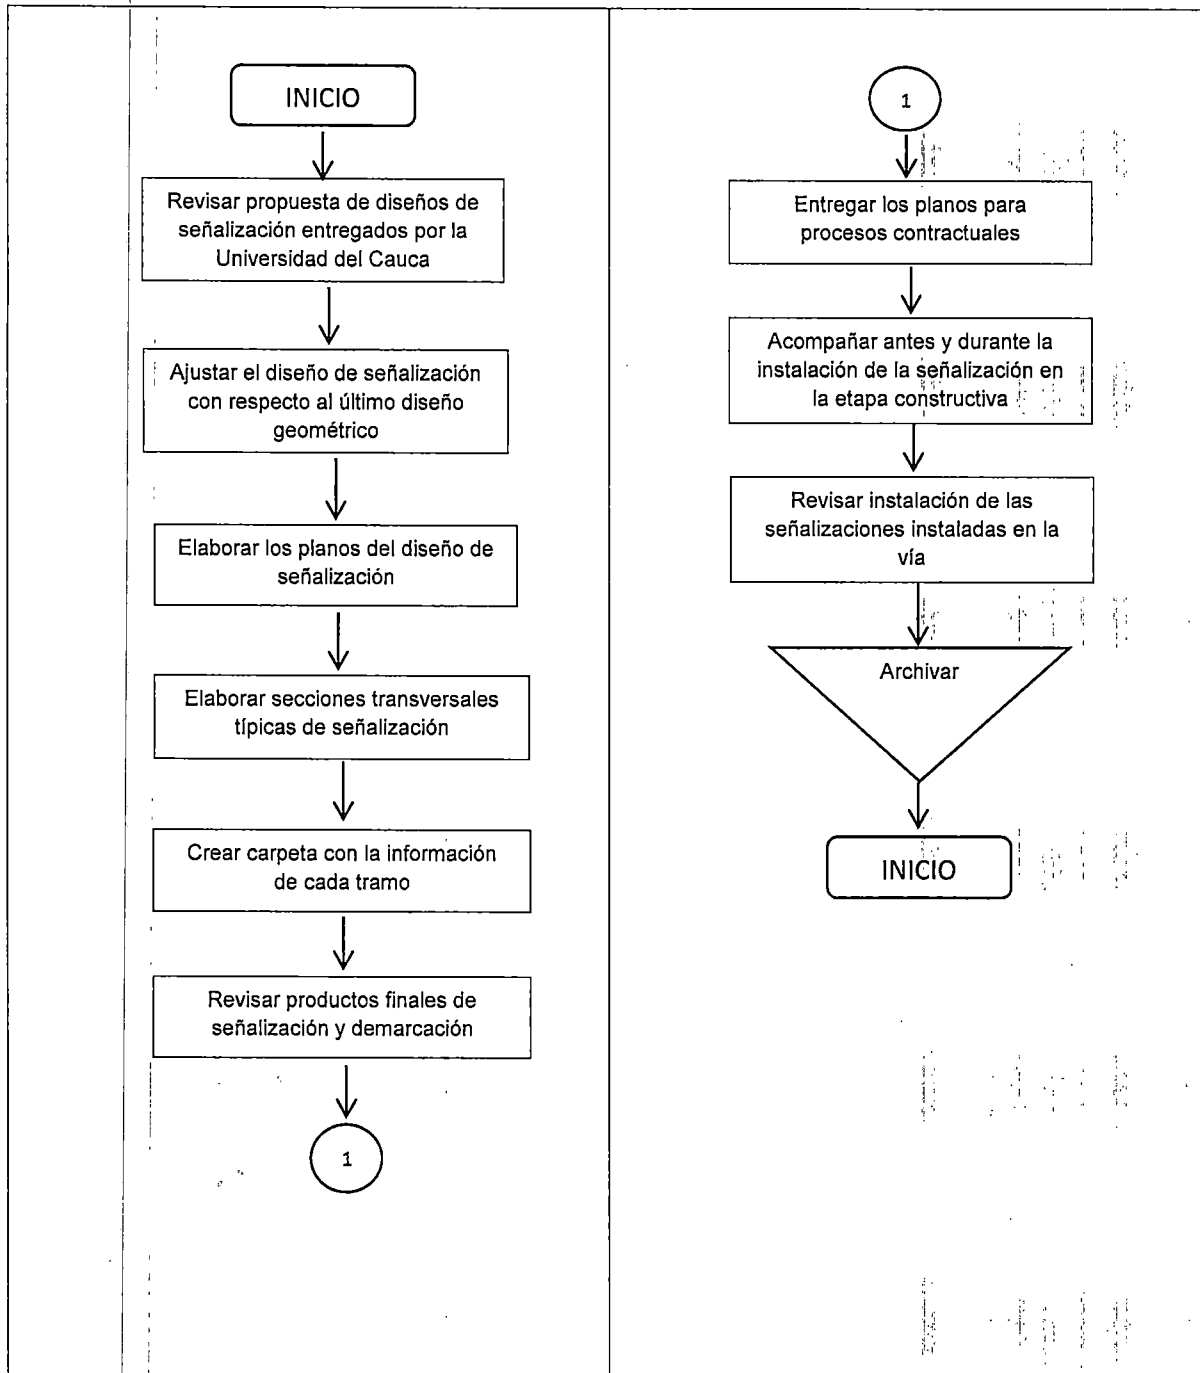 INICIO
Revisar propuesta de diseños de
señalización entregados por la
Universidad del Cauca
Ajustar el diseño de señalización
con respecto al último diseño
geométrico
Elaborar los planos del diseño de
señalización
Elaborar secciones transversales
típicas de señalización
Crear carpeta con la información
de cada tramo
Revisar productos finales de
señalización y demarcación
1
1
Entregar los planos para
procesos contractuales
Acompañar antes y durante la
instalación de la señalización en
la etapa constructiva
Revisar instalación de las
señalizaciones instaladas en la
vía
Archivar
INICIO